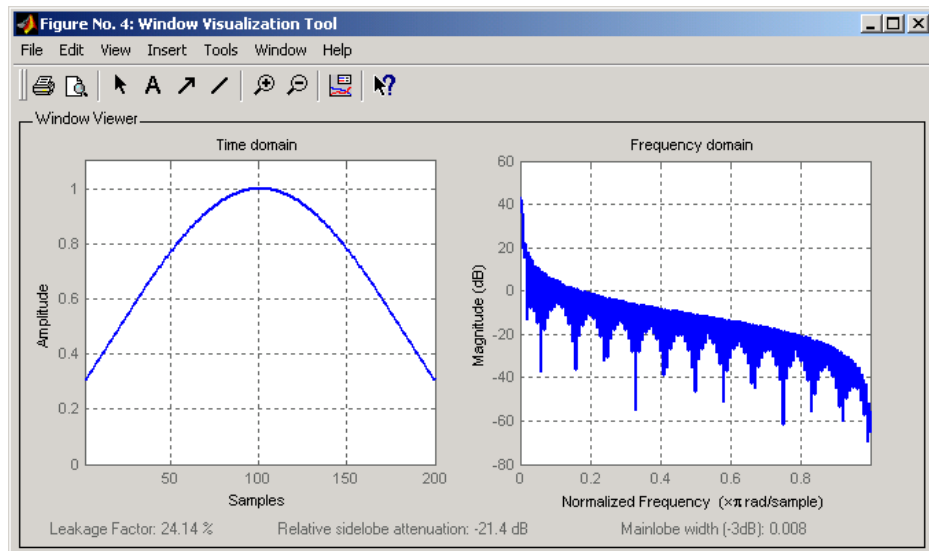 Figure No. 4: Window Visualization Tool
File Edit View Insert Tools Window Help
A
Window Viewer
Time domain
Amplitude
1
0.8
0.6
0.4
0.2
0
50 100 150 200
Samples
Frequency domain
Magnitude (dB)
60
40
20
0
-20
-40
-60
-80
0 0.2 0.4 0.6 0.8
Normalized Frequency (×π rad/sample)
Leakage Factor: 24.14 % Relative sidelobe attenuation: -21.4 dB Mainlobe width (-3dB): 0.008